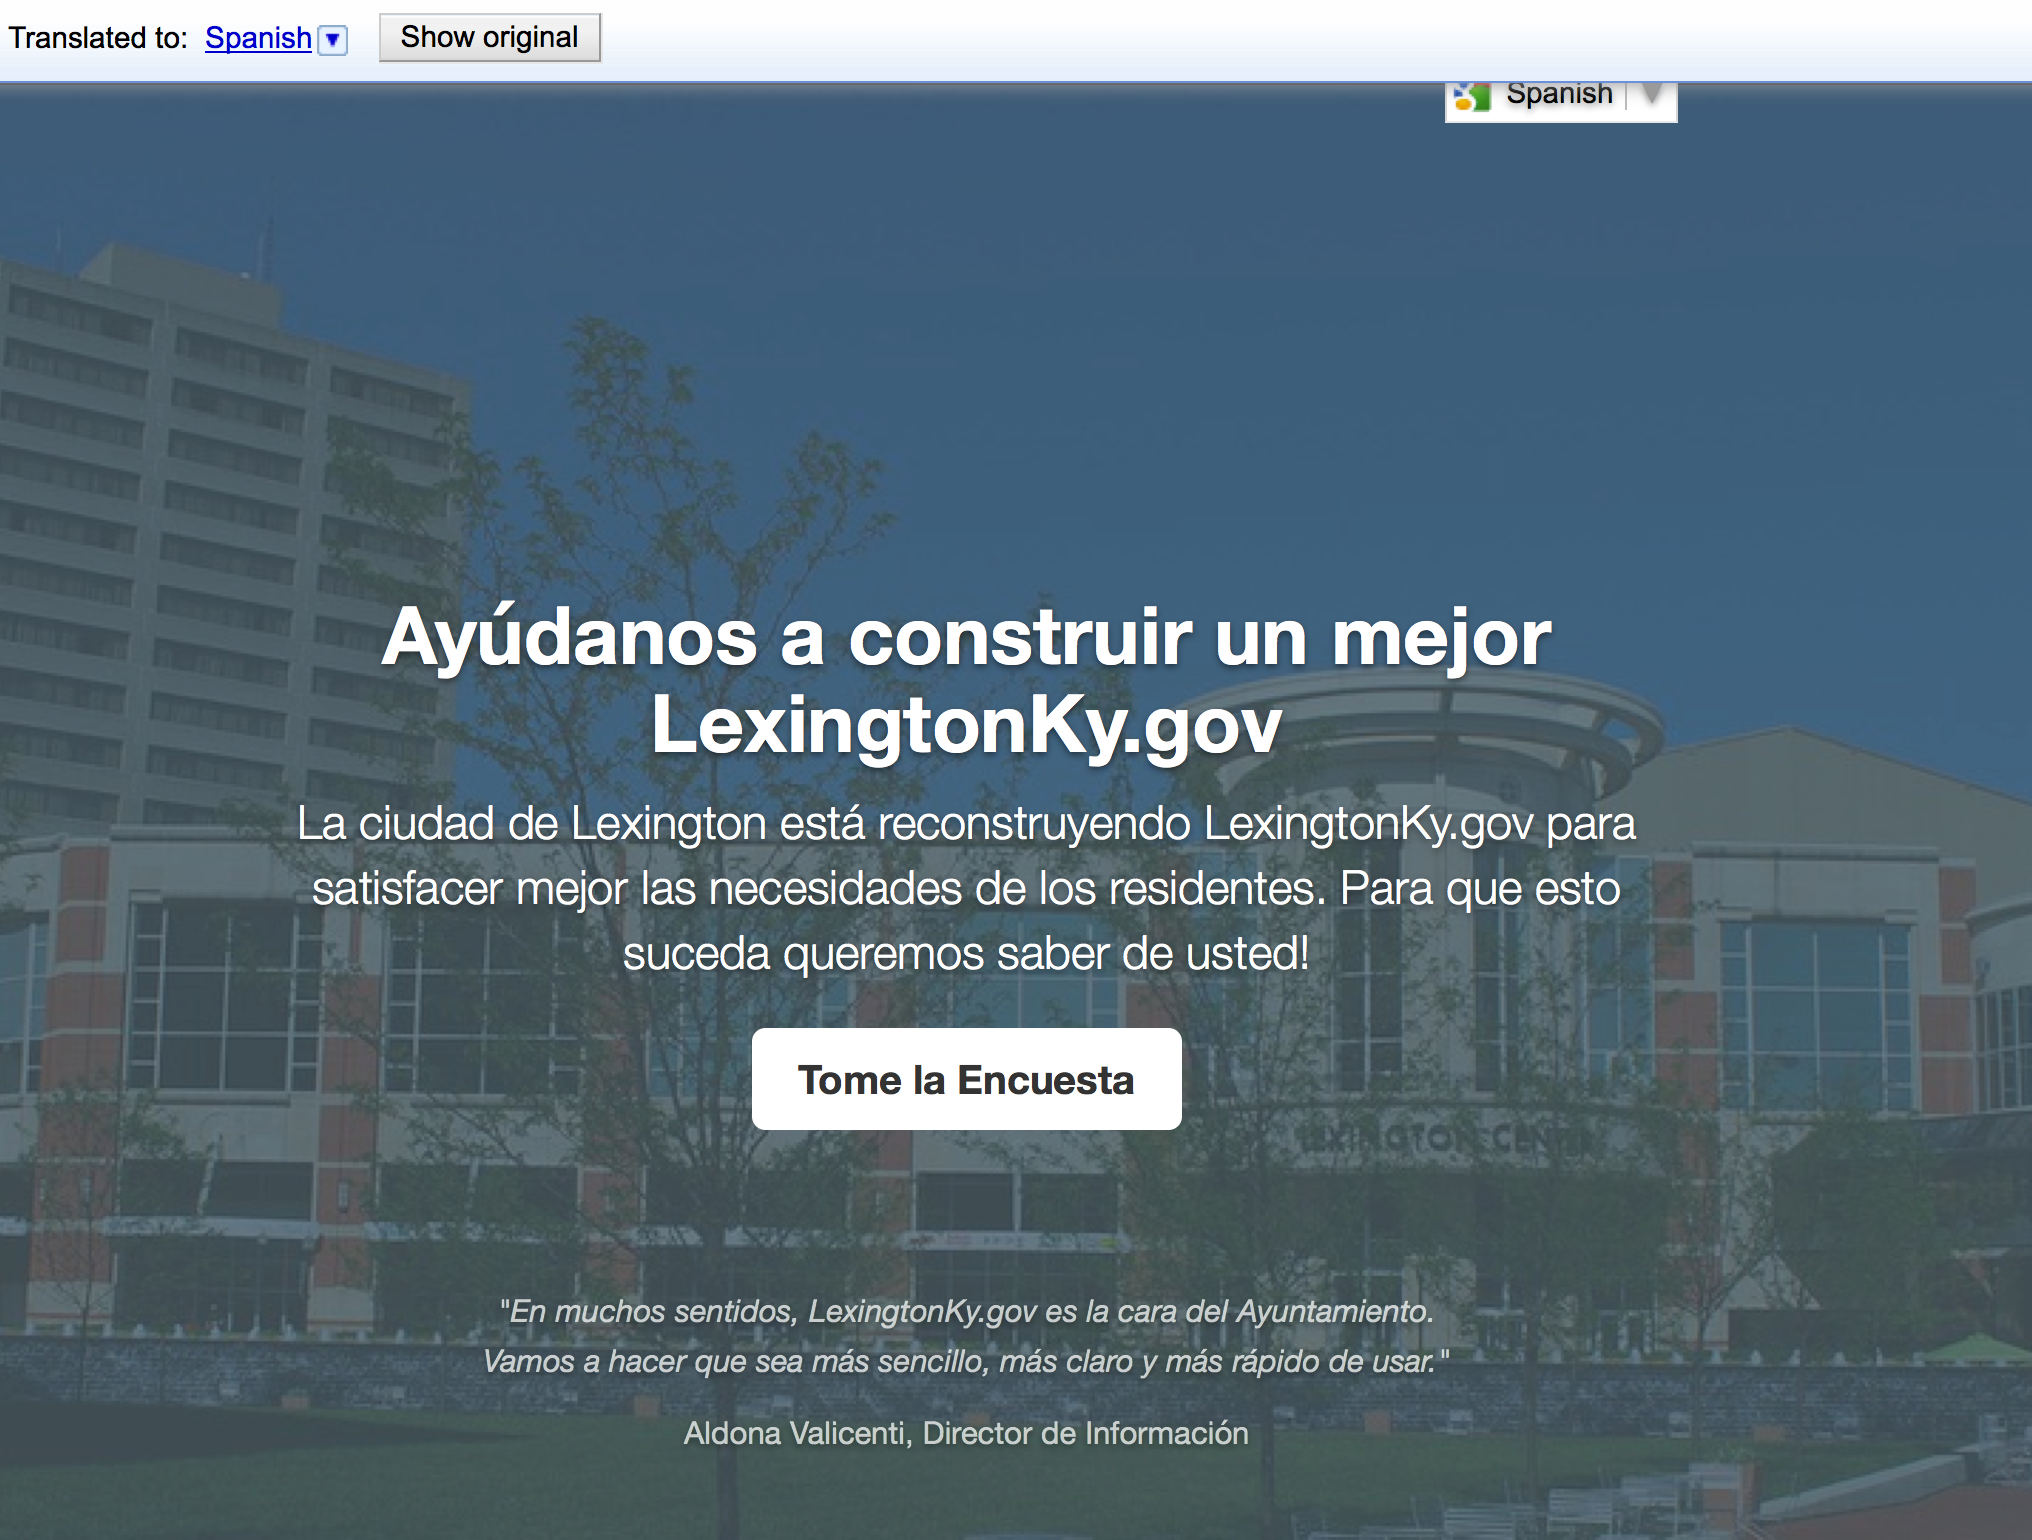 Translated to: Spanish Show original
Spanish
Ayúdanos a construir un mejor
LexingtonKy.gov
La ciudad de Lexington está reconstruyendo LexingtonKy.gov para
satisfacer mejor las necesidades de los residentes. Para que esto
suceda queremos saber de usted!
Tome la Encuesta
LEXINGTON CENTER
"En muchos sentidos, LexingtonKy.gov es la cara del Ayuntamiento.
Vamos a hacer que sea más sencillo, más claro y más rápido de usar."
Aldona Valicenti, Director de Información